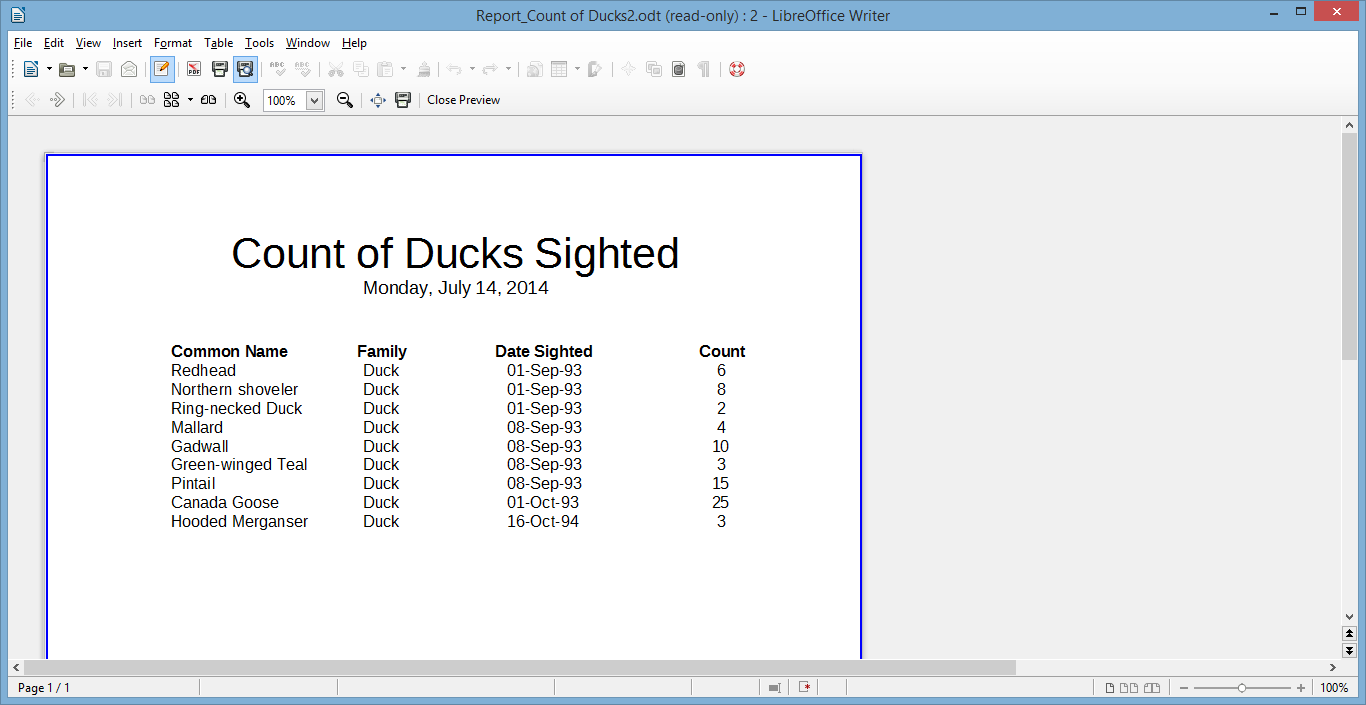 Report_Count of Ducks2.odt (read-only) : 2 - LibreOffice Writer
File Edit View Insert Format Table Tools Window Help
PDF ABC ABC
100% Close Preview
Count of Ducks Sighted
Monday, July 14, 2014
Common Name Family Date Sighted Count
Redhead Duck 01-Sep-93 6
Northern shoveler Duck 01-Sep-93 8
Ring-necked Duck Duck 01-Sep-93 2
Mallard Duck 08-Sep-93 4
Gadwall Duck 08-Sep-93 10
Green-winged Teal Duck 08-Sep-93 3
Pintail Duck 08-Sep-93 15
Canada Goose Duck 01-Oct-93 25
Hooded Merganser Duck 16-Oct-94 3
Page 1 / 1 100%